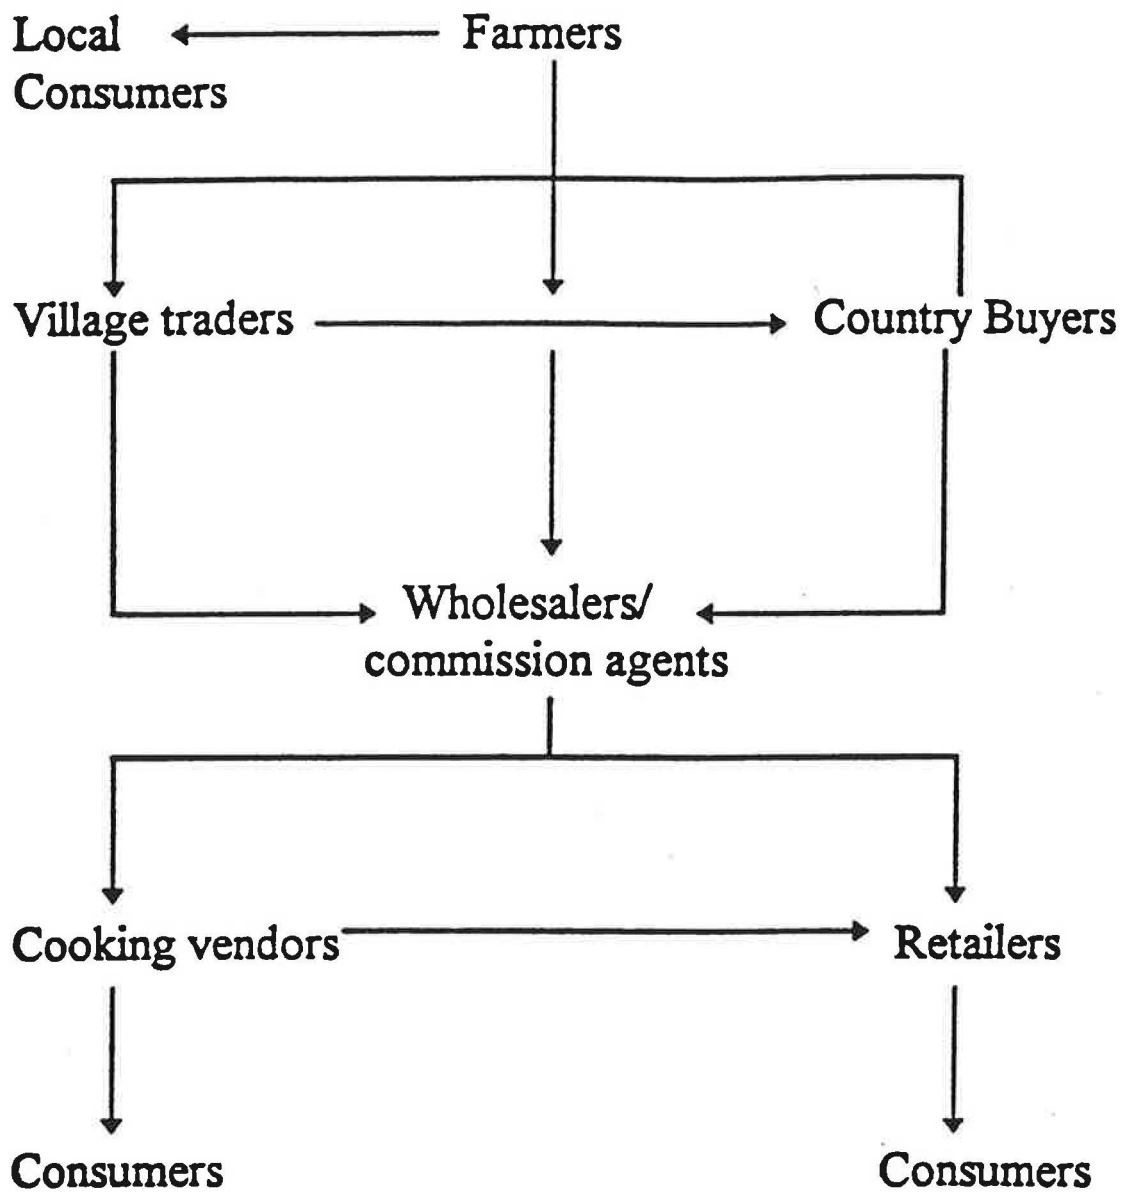 Local
Consumers
Farmers
Village traders
Country Buyers
Wholesalers/
commission agents
Cooking vendors
Retailers
Consumers
Consumers